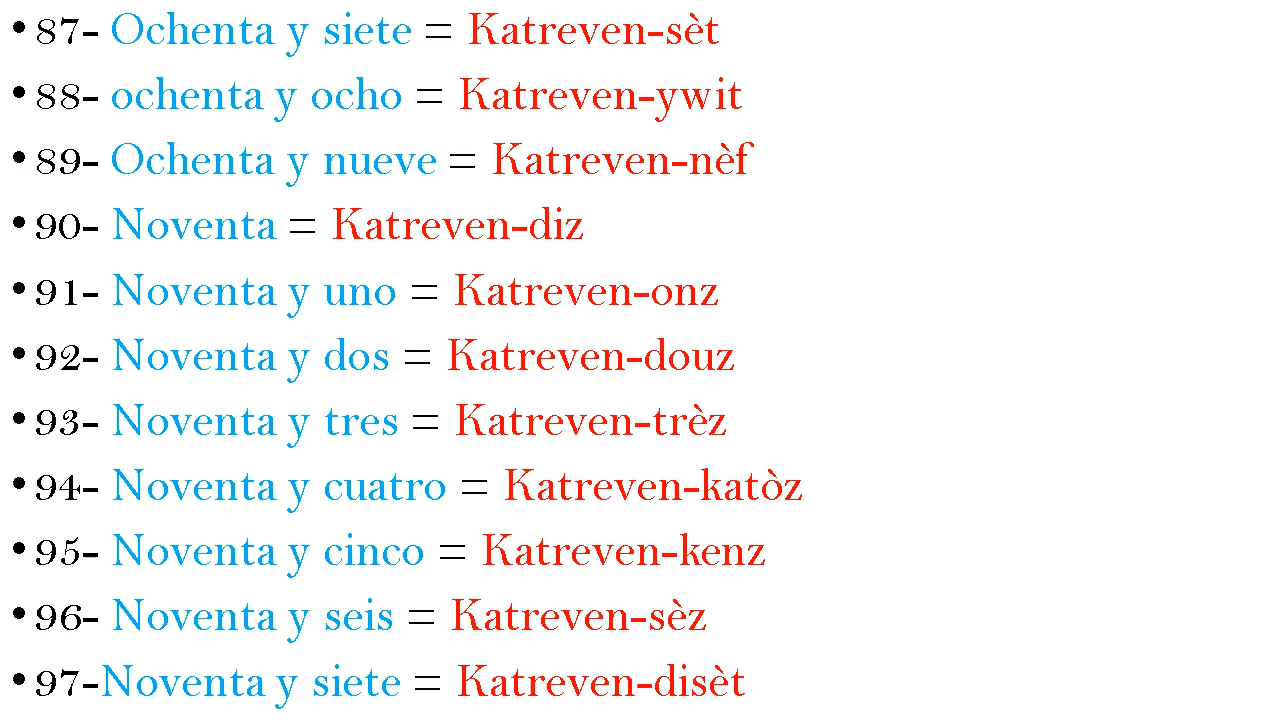 • 87- Ochenta y siete = Katreven-sèt
• 88- ochenta y ocho = Katreven-ywit
• 89- Ochenta y nueve = Katreven-nèf
• 90- Noventa = Katreven-diz
• 91- Noventa y uno = Katreven-onz
• 92- Noventa y dos = Katreven-douz
• 93- Noventa y tres = Katreven-trèz
• 94- Noventa y cuatro = Katreven-katòz
• 95- Noventa y cinco = Katreven-kenz
• 96- Noventa y seis = Katreven-sèz
• 97-Noventa y siete = Katreven-disèt